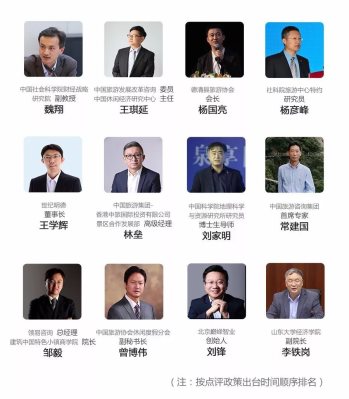 中国社会科学院财经战略
研究院 副教授
魏翔
中国旅游发展改革咨询 委员
中国休闲经济研究中心 主任
王琪延
德清县旅游协会
会长
杨国亮
社科院旅游中心特约
研究员
杨彦峰
世纪明德
董事长
王学辉
中国旅游集团-
香港中旅国际投资有限公司
景区合作发展部 高级经理
林垒
中国科学院地理科学
与资源研究所研究员
博士生导师
刘家明
中国旅游咨询集团
首席专家
常建国
领易咨询 总经理
建筑中国特色小镇商学院 院长
邹毅
中国旅游协会休闲度假分会
副秘书长
曾博伟
北京巅峰智业
创始人
刘锋
山东大学经济学院
副院长
李铁岗
（注：按点评政策出台时间顺序排名）